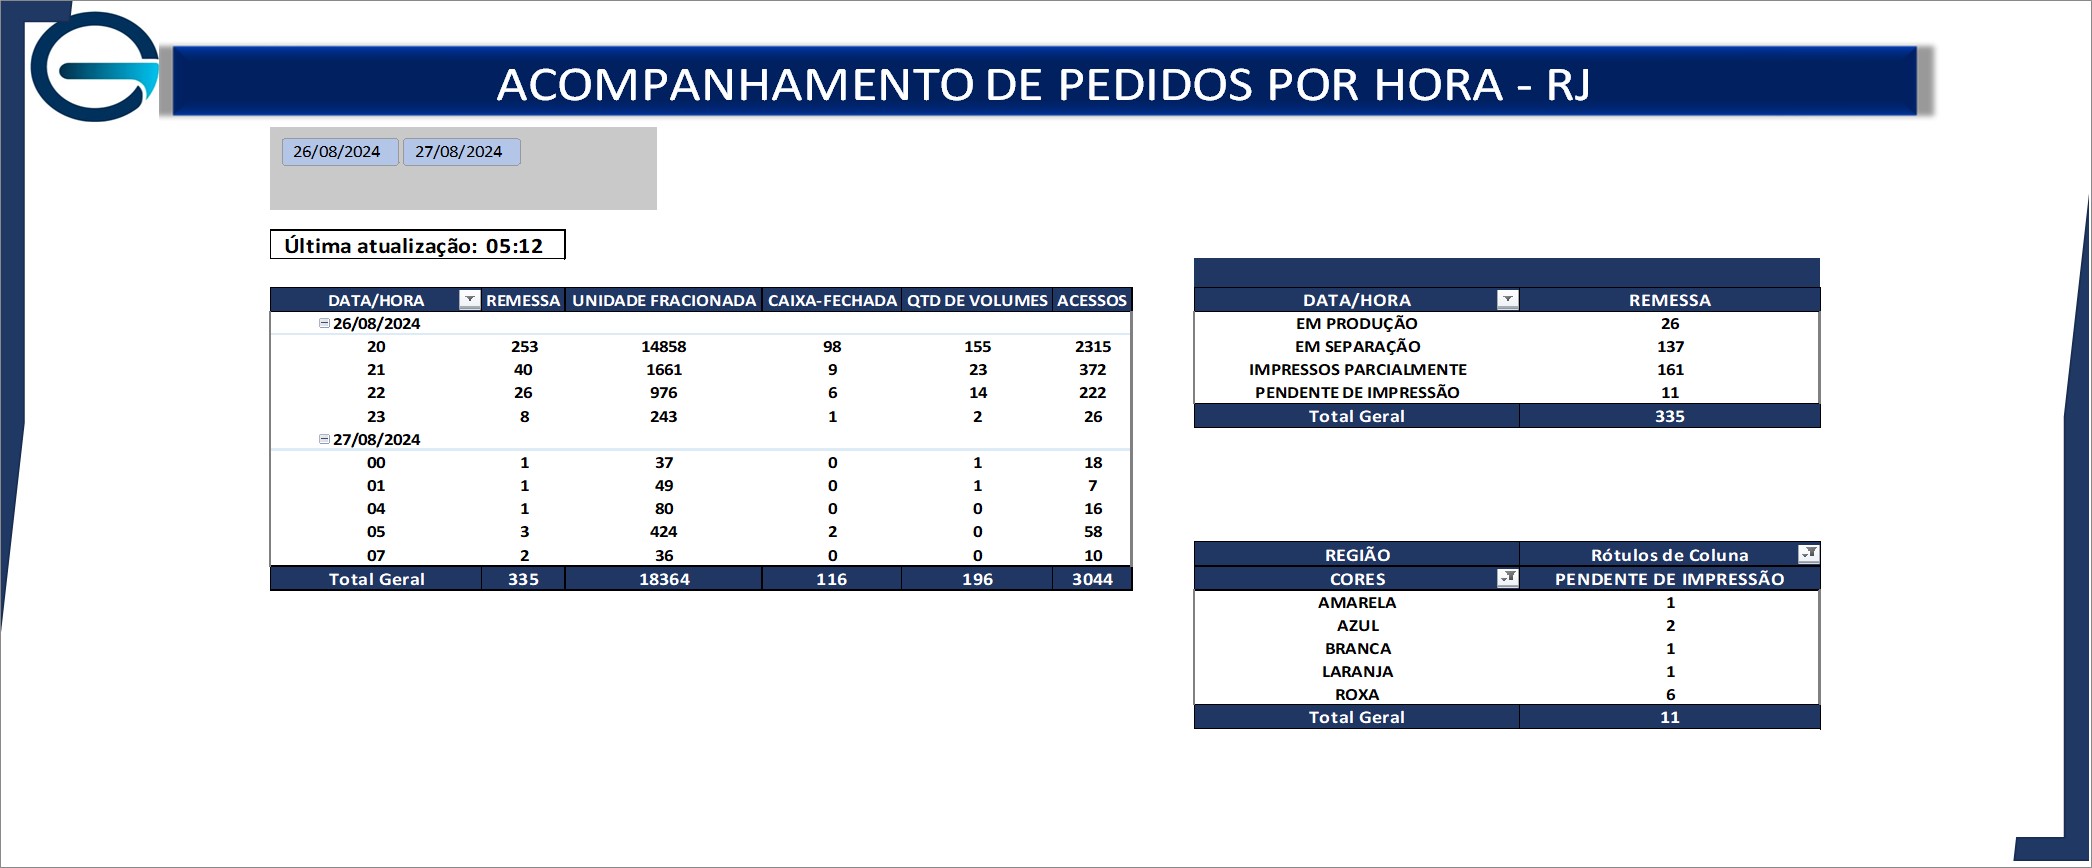 ACOMPANHAMENTO DE PEDIDOS POR HORA - RJ
26/08/2024 27/08/2024
Última atualização: 05:12
DATA/HORA REMESSA UNIDADE FRACIONADA CAIXA-FECHADA QTD DE VOLUMES ACESSOS
26/08/2024
20 253 14858 98 155 2315
21 40 1661 9 23 372
22 26 976 6 14 222
23 8 243 1 2 26
27/08/2024
00 1 37 0 1 18
01 1 49 0 1 7
04 1 80 0 0 16
05 3 424 2 0 58
07 2 36 0 0 10
Total Geral 335 18364 116 196 3044
DATA/HORA REMESSA
EM PRODUÇÃO 26
EM SEPARAÇÃO 137
IMPRESSOS PARCIALMENTE 161
PENDENTE DE IMPRESSÃO 11
Total Geral 335
REGIÃO Rótulos de Coluna
CORES PENDENTE DE IMPRESSÃO
AMARELA 1
AZUL 2
BRANCA 1
LARANJA 1
ROXA 6
Total Geral 11